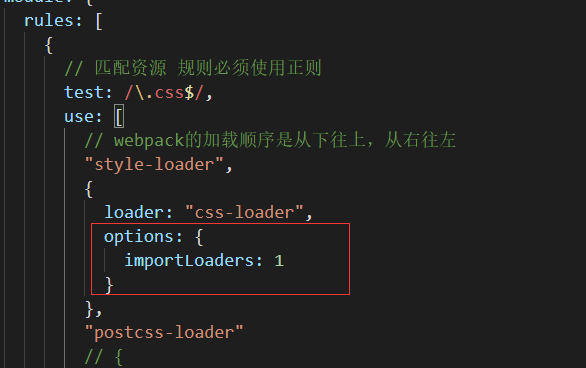 module: {
rules: [
{
// 匹配资源 规则必须使用正则
test: /\.css$/,
use: [
// webpack的加载顺序是从下往上，从右往左
"style-loader",
{
loader: "css-loader",
options: {
importLoaders: 1
}
},
"postcss-loader"
// {